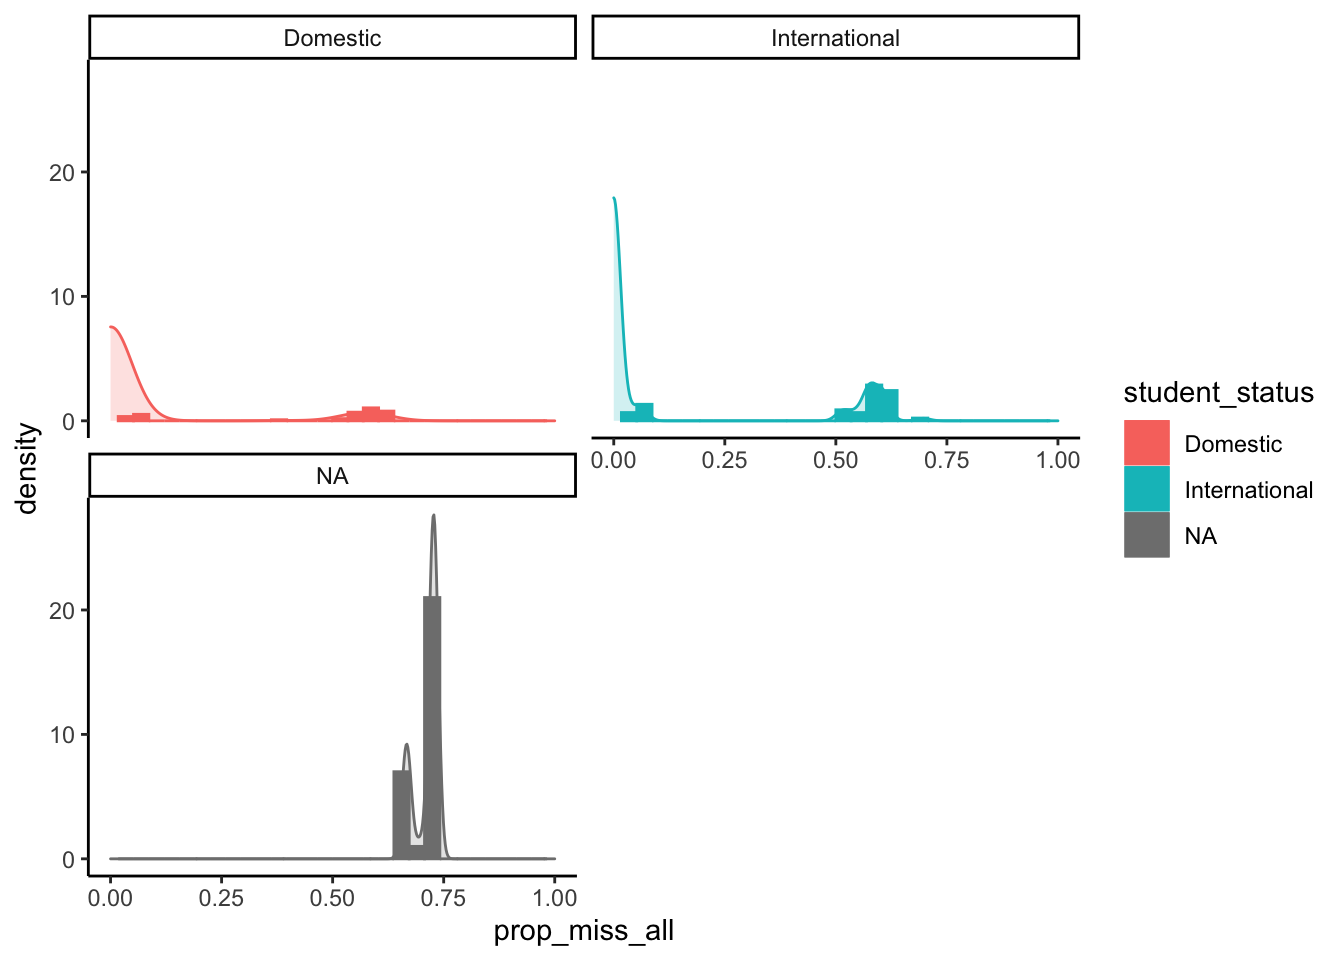 Domestic
International
20
10
0
0.00 0.25 0.50 0.75 1.00
NA
20
10
0
0.00 0.25 0.50 0.75 1.00
prop_miss_all
density
student_status
Domestic
International
NA